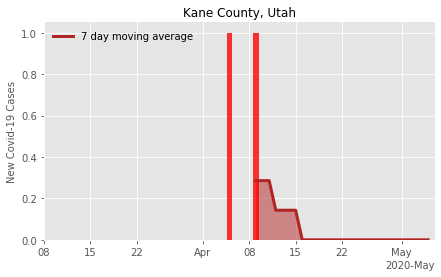 Kane County, Utah
7 day moving average
New Covid-19 Cases
1.0
0.8
0.6
0.4
0.2
0.0
08 15 22 Apr 08 15 22 May
2020-May